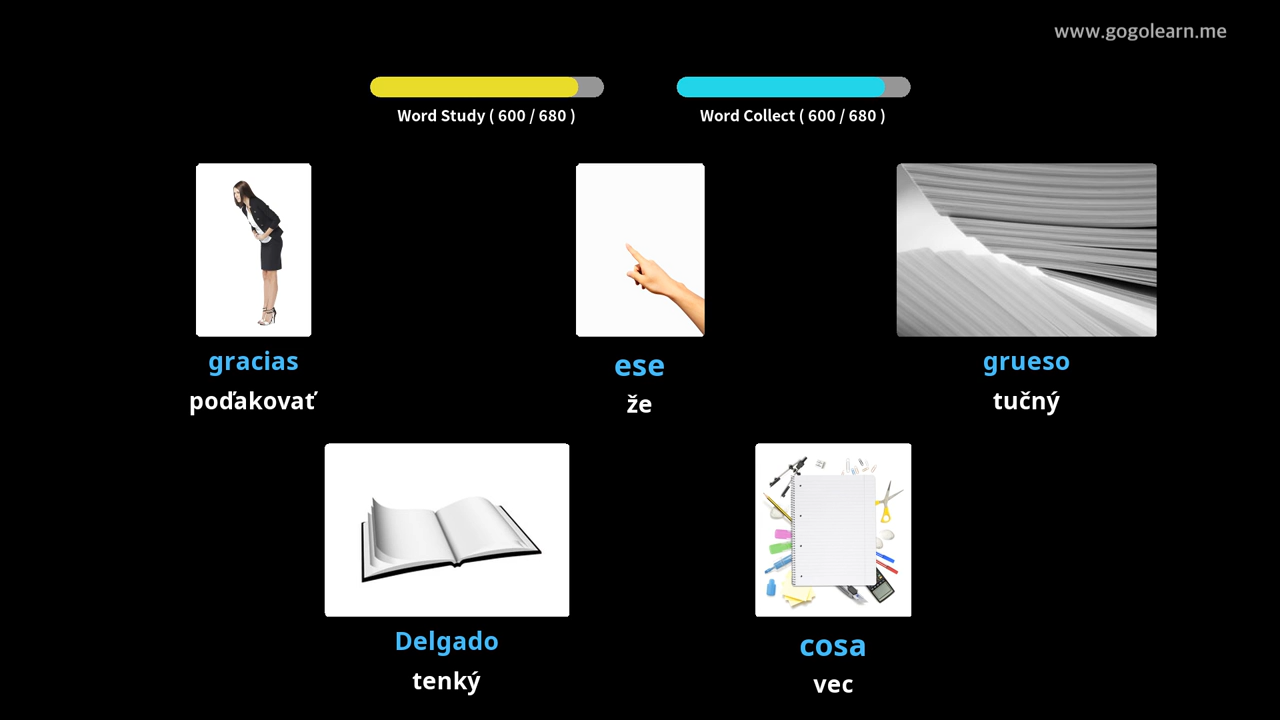 www.gogolearn.me
Word Study ( 600 / 680 )
Word Collect ( 600 / 680 )
gracias
poďakovať
ese
že
grueso
tučný
Delgado
tenký
cosa
vec